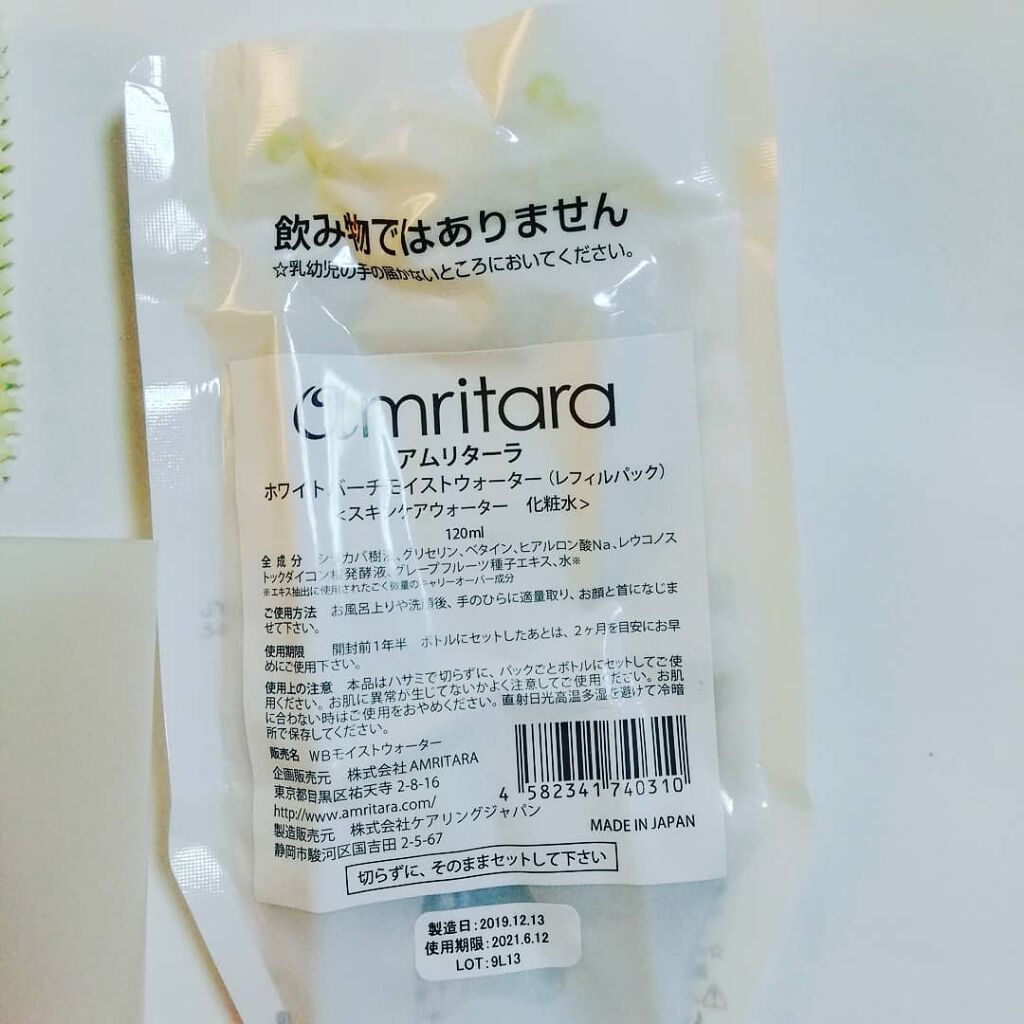 飲み物ではありません
☆乳幼児の手の届かないところにおいてください。
amritara
アムリターラ
ホワイトバーチ モイストウォーター（レフィルパック）
<スキンケアウォーター 化粧水>
120ml
全成分 シラカバ樹液、グリセリン、ベタイン、ヒアルロン酸Na、レウコノス
トックダイコン根発酵液、グレープフルーツ種子エキス、水※
※エキス抽出に使用されたごく微量のキャリーオーバー成分
ご使用方法 お風呂上りや洗顔後、手のひらに適量取り、お顔と首になじま
せて下さい。
使用期限 開封前1年半 ボトルにセットしたあとは、2ヶ月を目安にお早
めにご使用下さい。
使用上の注意 本品はハサミで切らずに、パックごとボトルにセットしてご使
用ください。お肌に異常が生じてないかよく注意してご使用ください。お肌
に合わない時はご使用をおやめください。直射日光高温多湿を避けて冷暗
所で保存してください。
販売名 WBモイストウォーター
企画販売元 株式会社AMRITARA
東京都目黒区祐天寺 2-8-16
http://www.amritara.com/
製造販売元 株式会社ケアリングジャパン
静岡市駿河区国吉田 2-5-67
4 582341 740310
MADE IN JAPAN
切らずに、そのままセットして下さい
製造日:2019.12.13
使用期限:2021.6.12
LOT:9L13